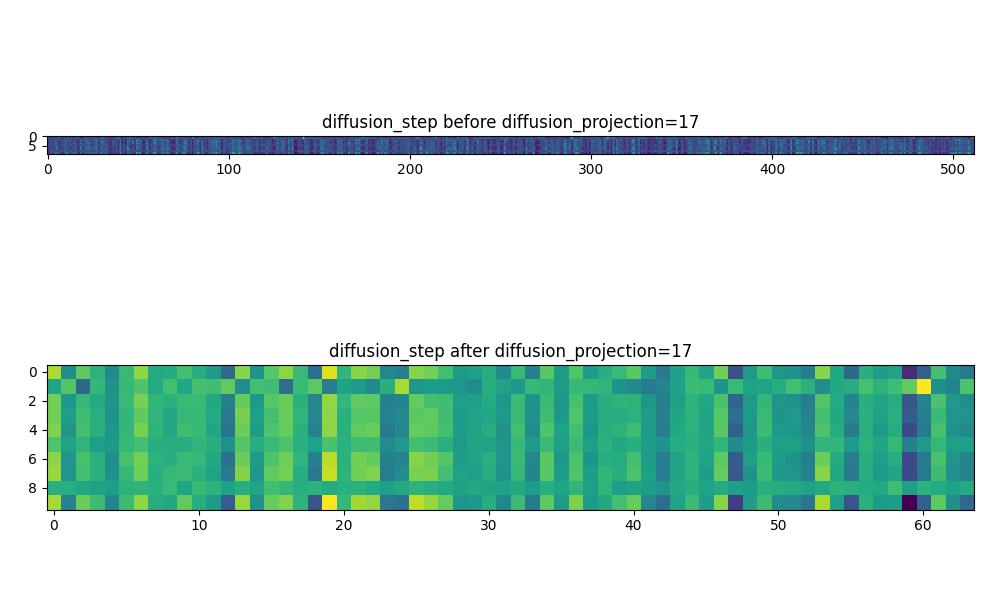 diffusion_step before diffusion_projection=17
0
5
0 100 200 300 400 500
diffusion_step after diffusion_projection=17
0
2
4
6
8
0 10 20 30 40 50 60